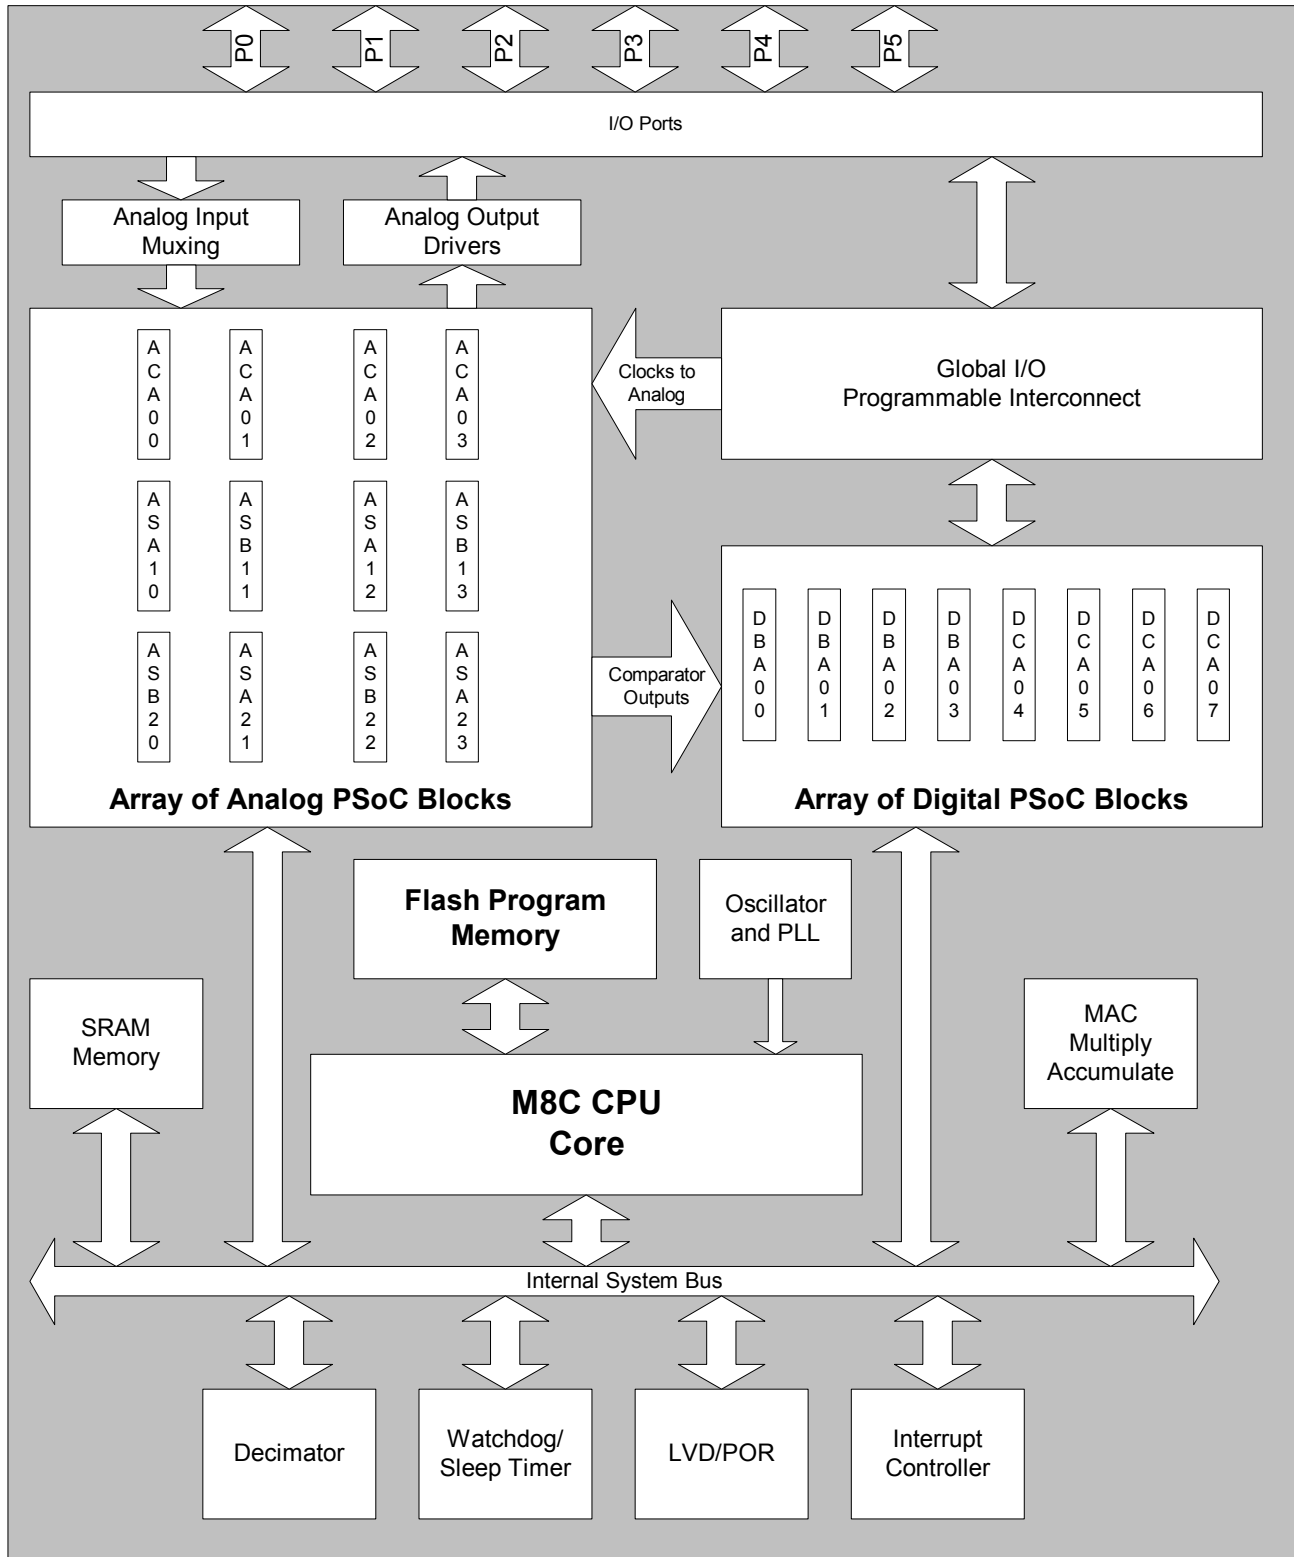 P0 P1 P2 P3 P4 P5
I/O Ports
Analog Input
Muxing
Analog Output
Drivers
ACA00 ACA01 ACA02 ACA03
ASA10 ASB11 ASA12 ASB13
ASB20 ASA21 ASB22 ASA23
Array of Analog PSoC Blocks
Clocks to
Analog
Global I/O
Programmable Interconnect
Comparator
Outputs
DBA00 DBA01 DBA02 DBA03 DCA04 DCA05 DCA06 DCA07
Array of Digital PSoC Blocks
Flash Program
Memory
Oscillator
and PLL
SRAM
Memory
MAC
Multiply
Accumulate
M8C CPU
Core
Internal System Bus
Decimator
Watchdog/
Sleep Timer
LVD/POR
Interrupt
Controller